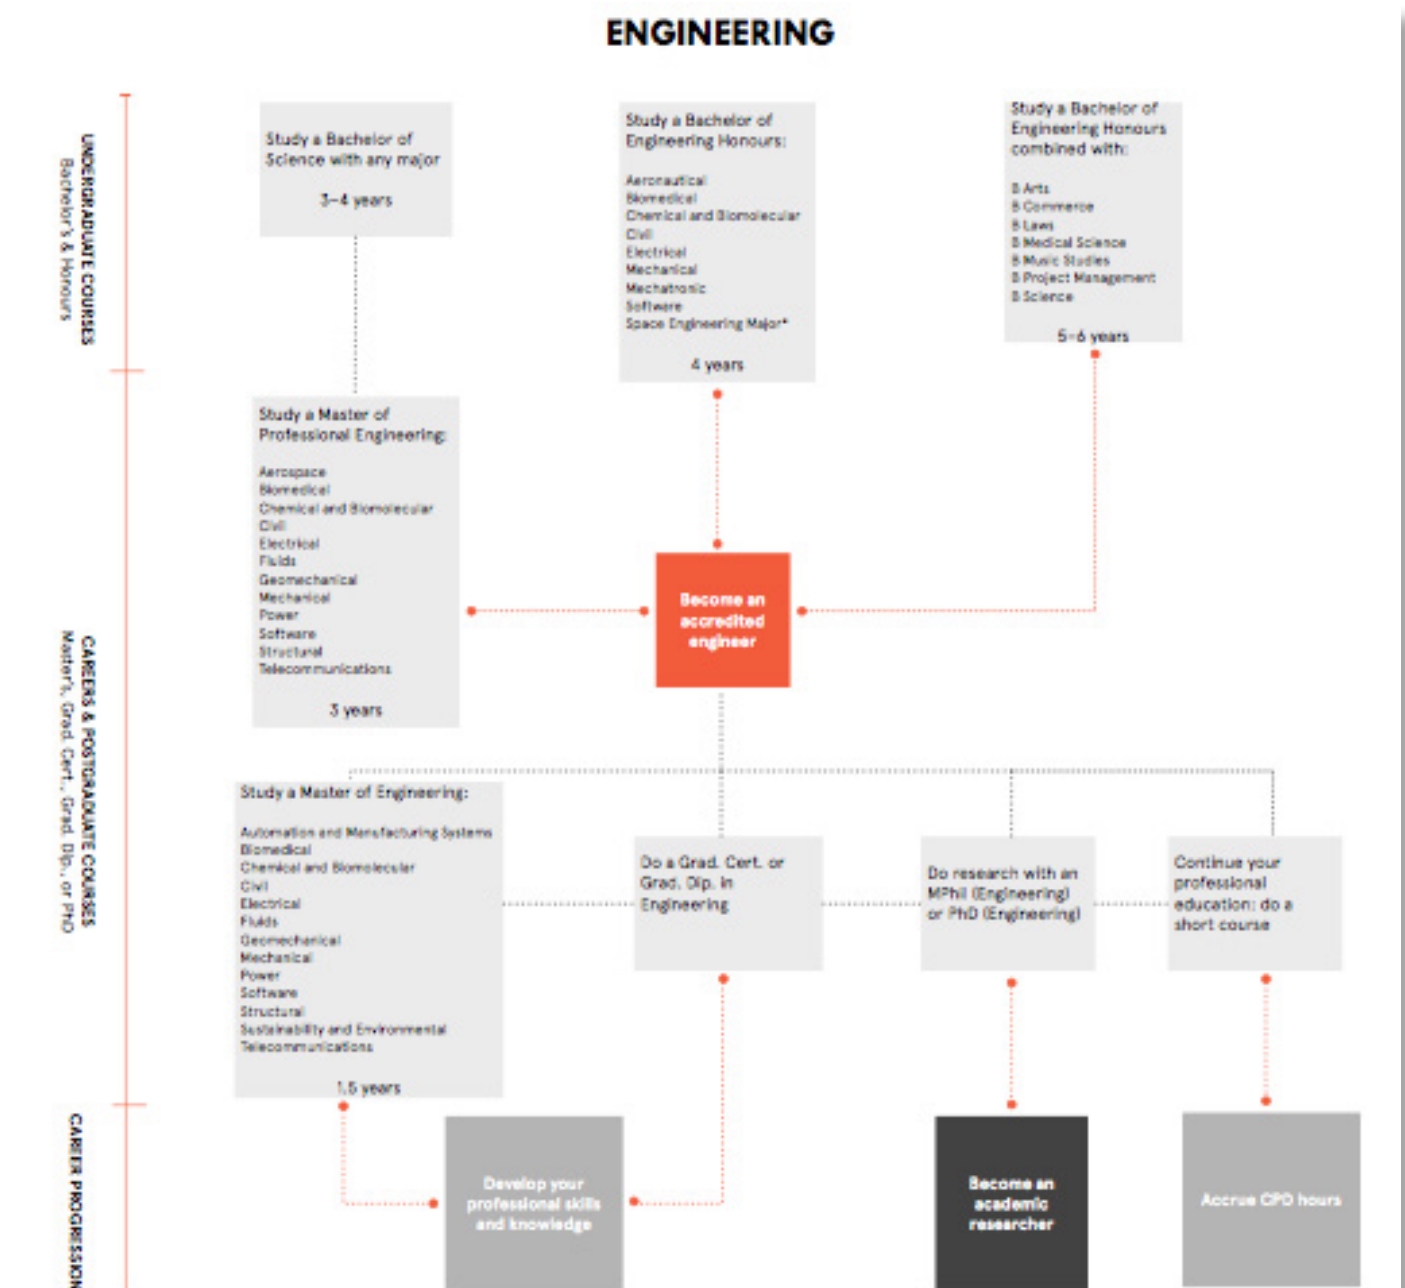 ENGINEERING
UNDERGRADUATE COURSES
Bachelor's & Honours
Study a Bachelor of
Science with any major
3–4 years
Study a Bachelor of
Engineering Honours:
Aeronautical
Biomedical
Chemical and Biomolecular
Civil
Electrical
Mechanical
Mechatronic
Software
Space Engineering Major*
4 years
Study a Bachelor of
Engineering Honours
combined with:
B Arts
B Commerce
B Laws
B Medical Science
B Music Studies
B Project Management
B Science
5-6 years
CAREERS & POSTGRADUATE COURSES
Master's, Grad. Cert., Grad. Dip., or PhD
Study a Master of
Professional Engineering:
Aerospace
Biomedical
Chemical and Biomolecular
Civil
Electrical
Fluids
Geomechanical
Mechanical
Power
Software
Structural
Telecommunications
3 years
Become an
accredited
engineer
Study a Master of Engineering:
Automation and Manufacturing Systems
Biomedical
Chemical and Biomolecular
Civil
Electrical
Fluids
Geomechanical
Mechanical
Power
Software
Structural
Sustainability and Environmental
Telecommunications
1.5 years
Do a Grad. Cert. or
Grad. Dip. in
Engineering
Do research with an
MPhil (Engineering)
or PhD (Engineering)
Continue your
professional
education: do a
short course
CAREER PROGRESSION
Develop your
professional skills
and knowledge
Become an
academic
researcher
Accrue CPD hours